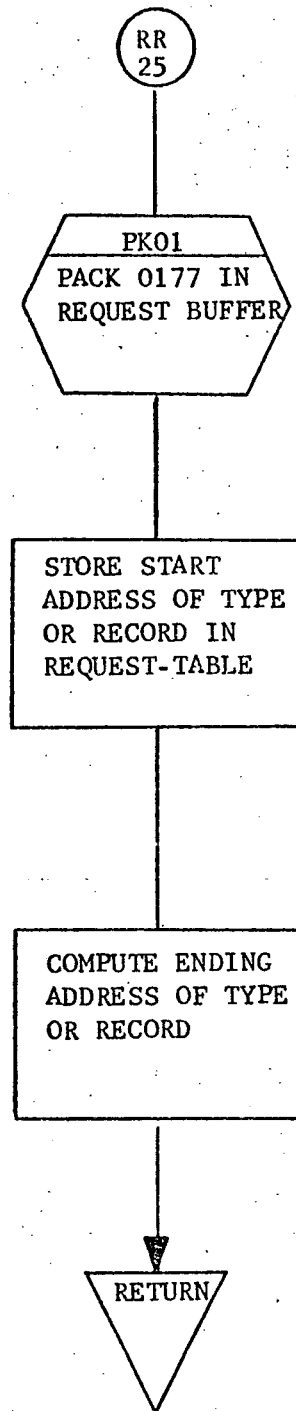 RR
25
PK01
PACK 0177 IN
REQUEST BUFFER
STORE START
ADDRESS OF TYPE
OR RECORD IN
REQUEST-TABLE
COMPUTE ENDING
ADDRESS OF TYPE
OR RECORD
RETURN